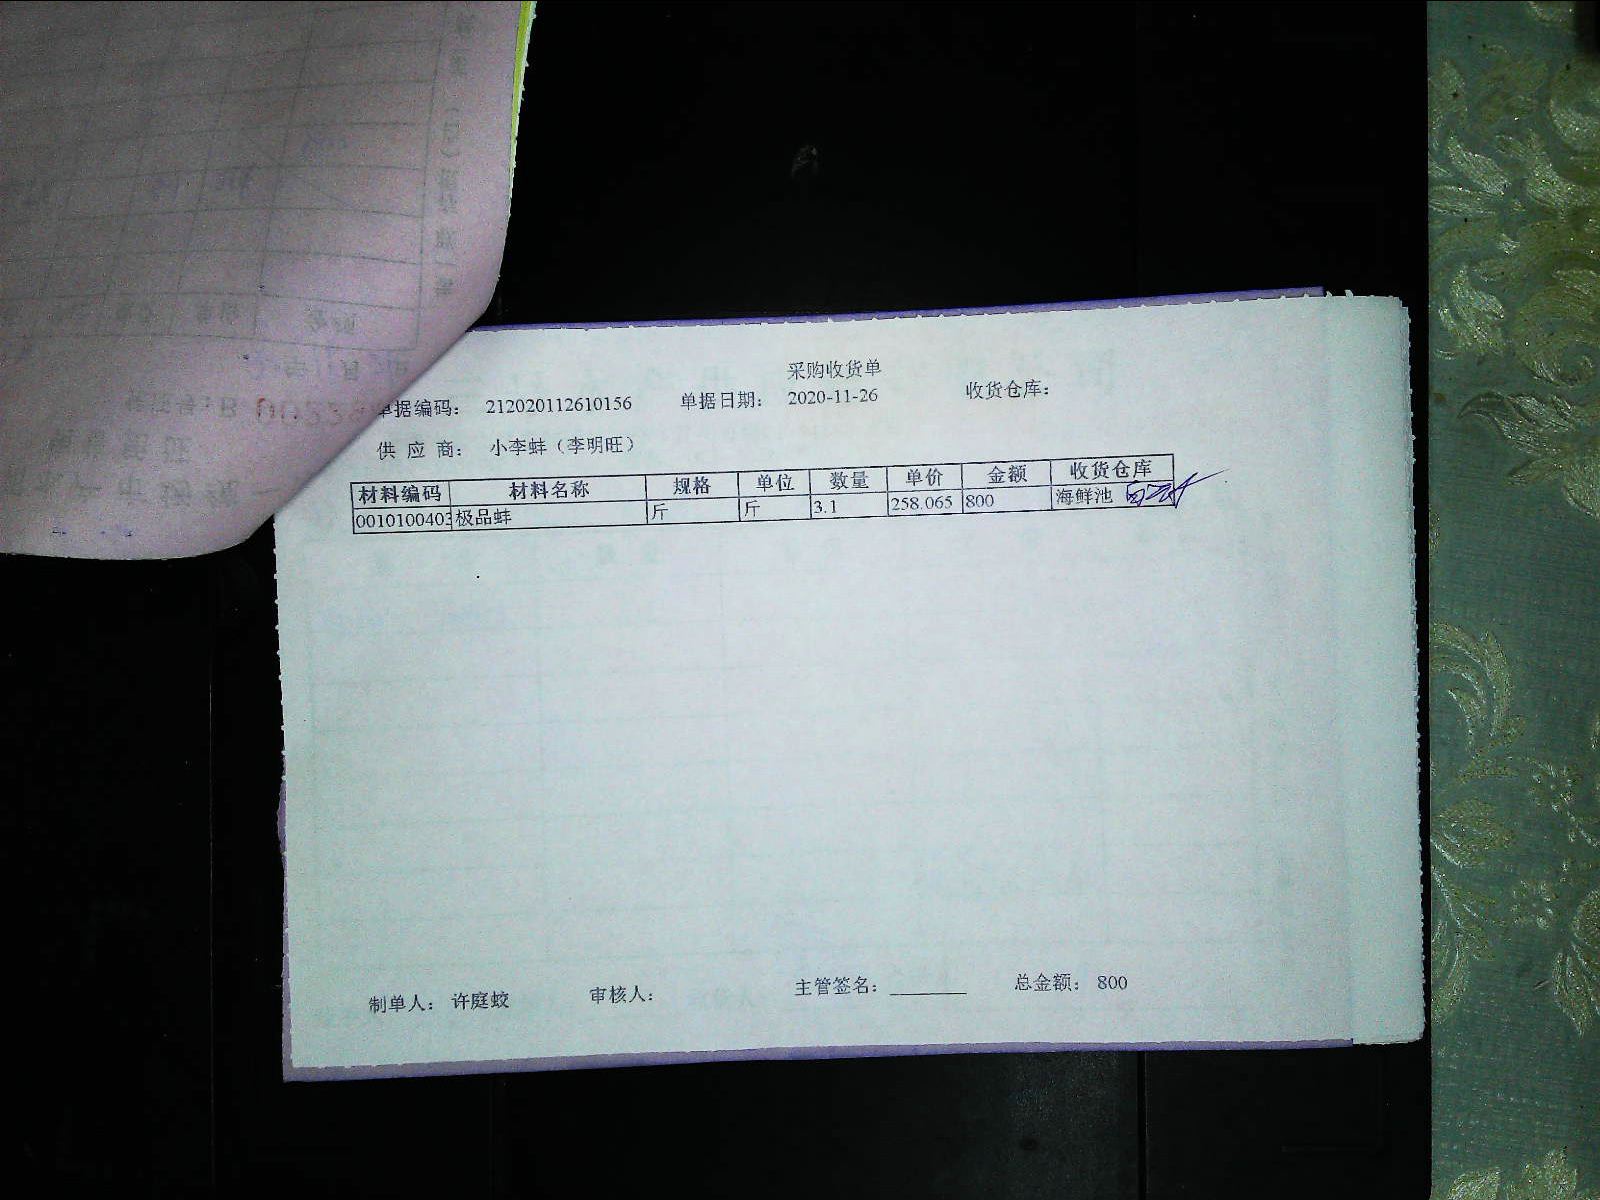 采购收货单
单据编码： 212020112610156 单据日期： 2020-11-26 收货仓库：
供 应 商： 小李蚌（李明旺）
材料编码 材料名称 规格 单位 数量 单价 金额 收货仓库
0010100403 极品蚌 斤 斤 3.1 258.065 800 海鲜池
制单人： 许庭蛟 审核人： 主管签名： ________ 总金额： 800